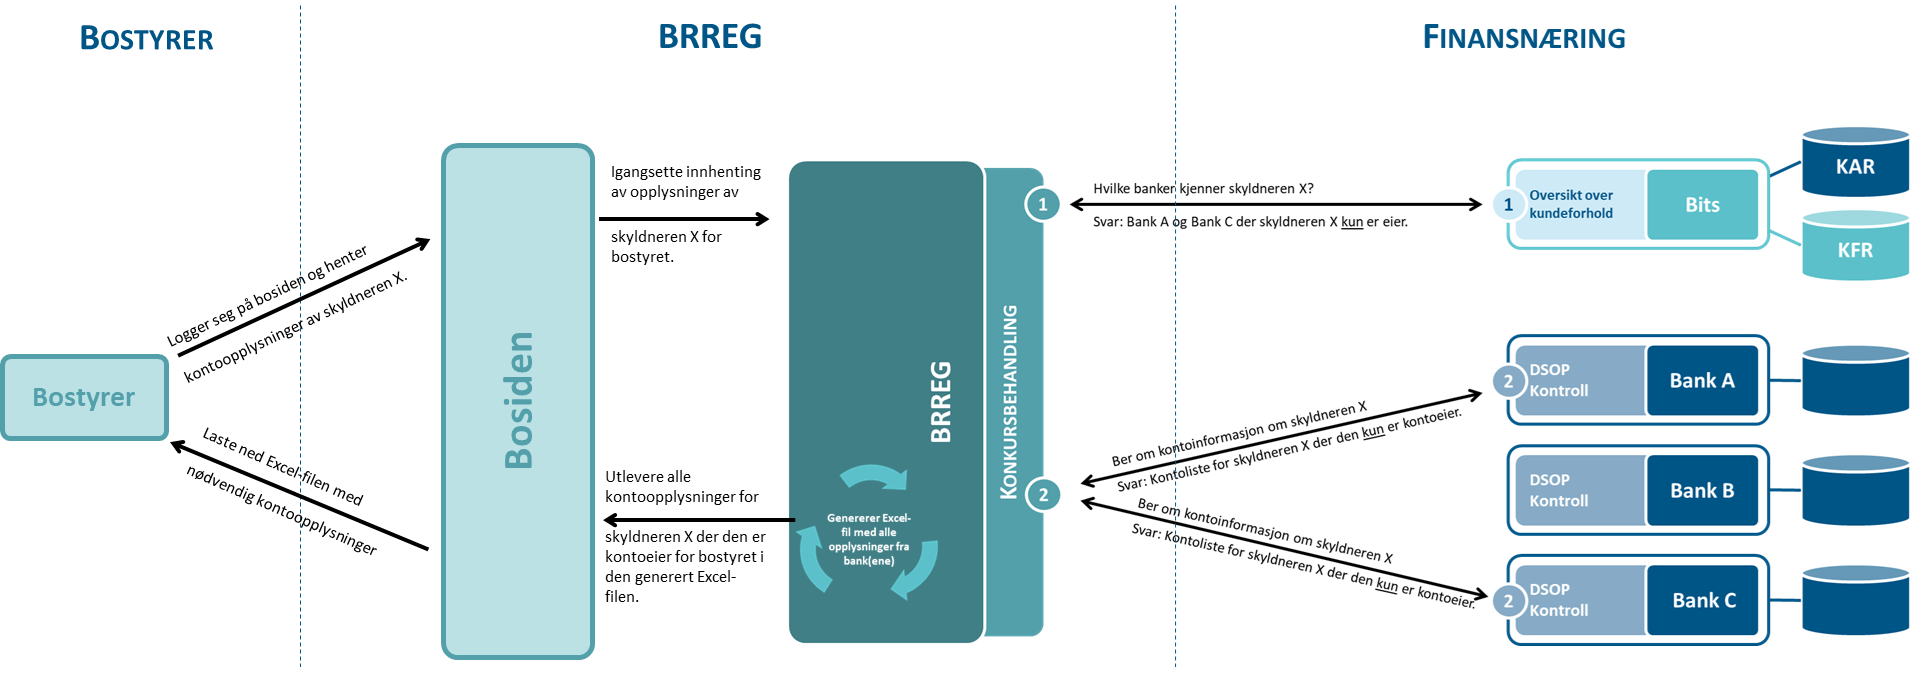 BOSTYRER
BRREG
FINANSNÆRING
Bostyrer
Logger seg på bosiden og henter
kontoopplysninger av skyldneren X.
Laste ned Excel-filen med
nødvendig kontoopplysninger
Bosiden
Igangsette innhenting
av opplysninger av
skyldneren X for
bostyret.
Utlevere alle
kontoopplysninger for
skyldneren X der den er
kontoeier for bostyret i
den generert Excel-
filen.
BRREG
Genererer Excel-
fil med alle
opplysninger fra
bank(ene)
KONKURSBEHANDLING
1
2
Hvilke banker kjenner skyldneren X?
Svar: Bank A og Bank C der skyldneren X kun er eier.
Ber om kontoinformasjon om skyldneren X
Svar: Kontoliste for skyldneren X der den kun er kontoeier.
Ber om kontoinformasjon om skyldneren X
Svar: Kontoliste for skyldneren X der den kun er kontoeier.
1
Oversikt over
kundeforhold
Bits
KAR
KFR
2
DSOP
Kontroll
Bank A
DSOP
Kontroll
Bank B
2
DSOP
Kontroll
Bank C